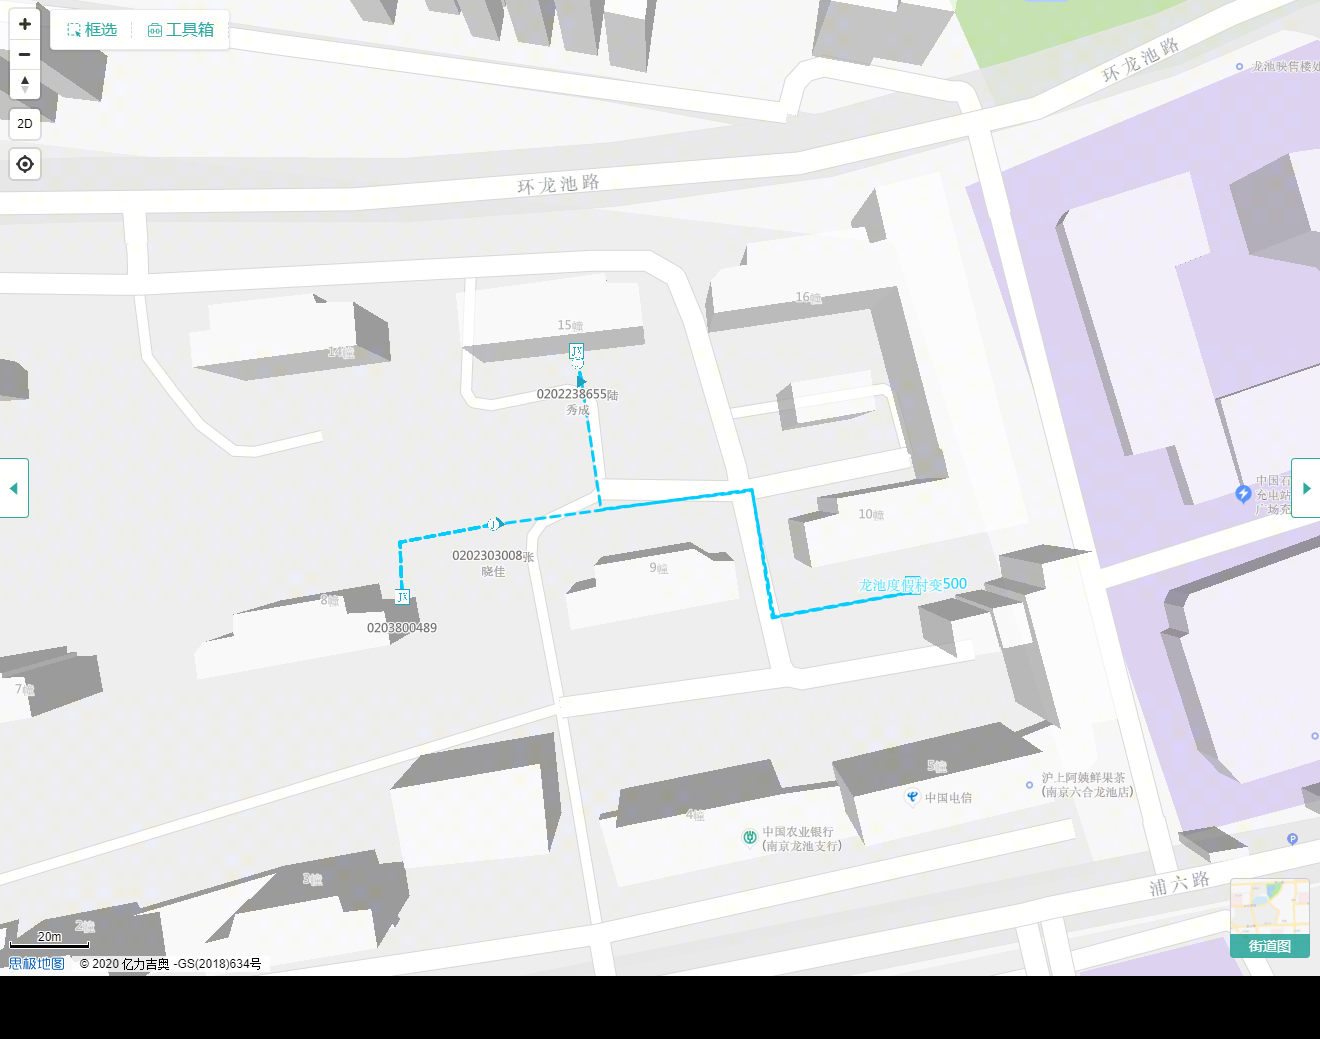 框选
工具箱
2D
环龙池路
龙池映售楼处
环龙池路
16幢
15幢
14幢
JX
0202238655陆
秀成
中国石
充电站
广场充
10幢
J
0202303008张
晓佳
9幢
龙池度假村变500
8幢
JX
0203800489
7幢
5幢
沪上阿姨鲜果茶
(南京六合龙池店)
中国电信
4幢
中国农业银行
(南京龙池支行)
P
3幢
浦六路
2幢
20m
街道图
思极地图
© 2020 亿力吉奥 -GS(2018)634号